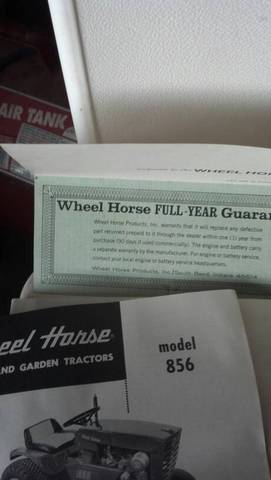 AIR TANK
WHEEL HO
Wheel Horse FULL-YEAR Guaran
Wheel Horse Products, Inc. warrants that it will replace any defective
part returned prepaid to it through the dealer within one (1) year from
purchase (90 days if used commercially). The engine and battery carry
a separate warranty by the manufacturer. For engine or battery service,
contact your local engine or battery service headquarters.
Wheel Horse Products, Inc./South Bend, Indiana
eel Horse
ND GARDEN TRACTORS
model
856